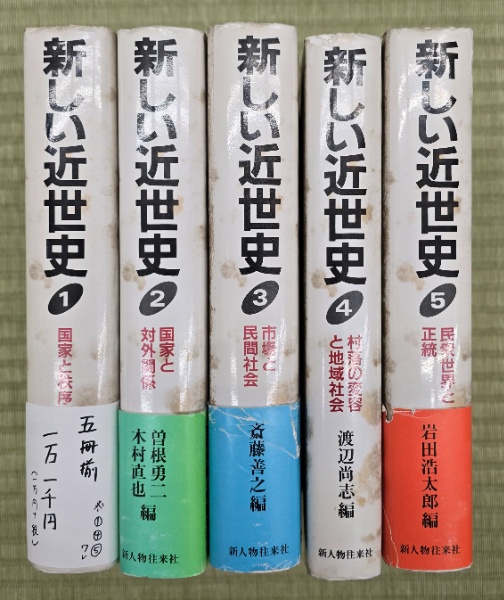 新しい近世史
1
国家と秩序
五冊揃
一万一千円
新しい近世史
2
国家と
対外関係
曽根勇二
木村直也 編
新人物往来社
新しい近世史
3
市場と
民間社会
斎藤善之編
新人物往来社
新しい近世史
4
村落の変容
と地域社会
渡辺尚志編
新人物往来社
新しい近世史
5
民衆世界と
正統
岩田浩太郎編
新人物往来社